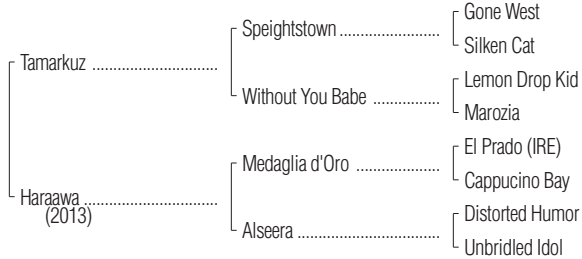 Gone West
Speightstown ..................
Silken Cat
Tamarkuz .............................
Lemon Drop Kid
Without You Babe ................
Marozia
El Prado (IRE)
Medaglia d'Oro ...................
Cappucino Bay
Haraawa ...............................
(2013)
Distorted Humor
Alseera .................................
Unbridled Idol